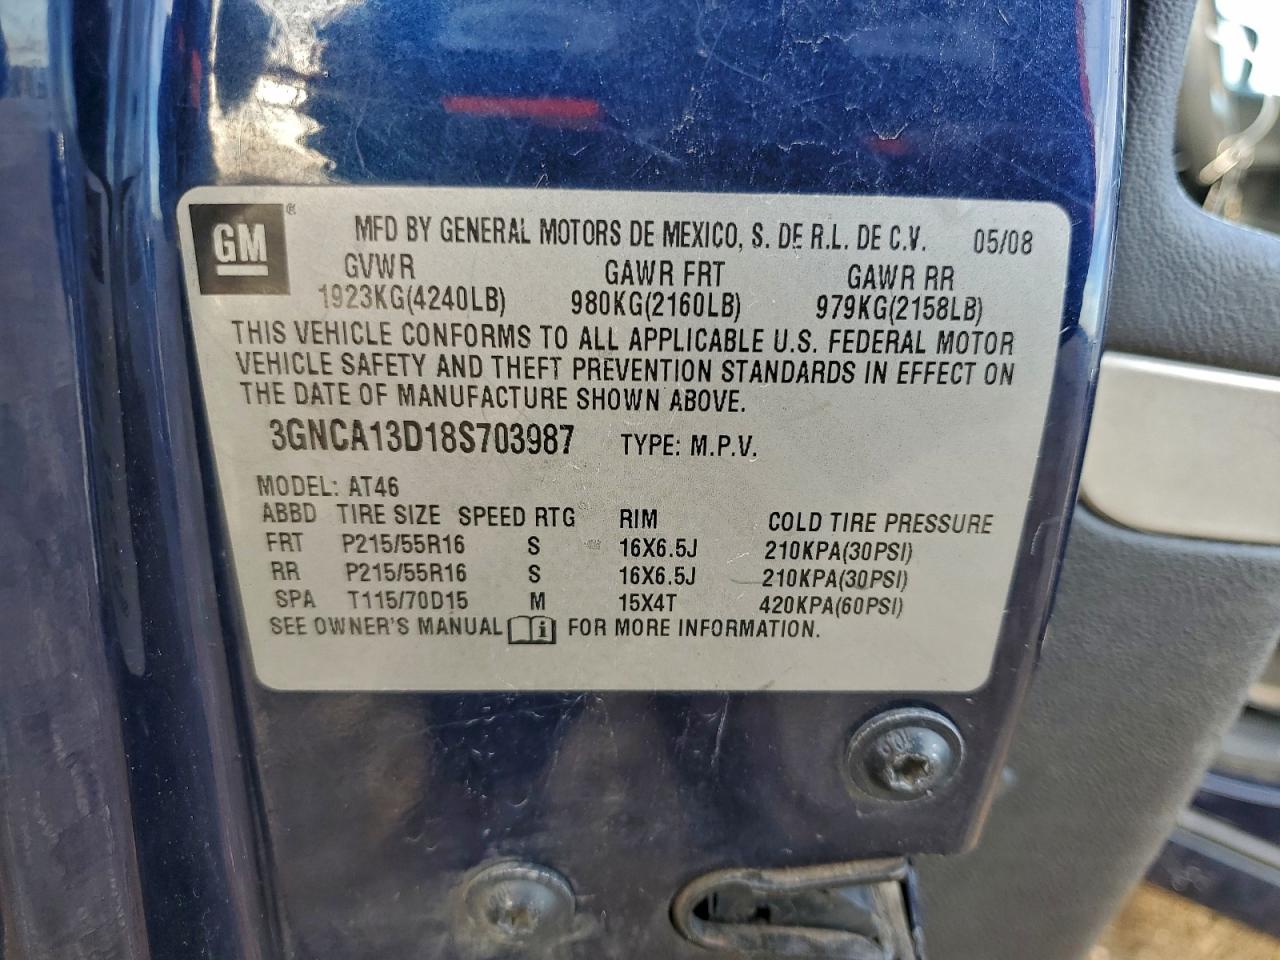 GM ® MFD BY GENERAL MOTORS DE MEXICO, S. DE R.L. DE C.V. 05/08
GVWR GAWR FRT GAWR RR
1923KG(4240LB) 980KG(2160LB) 979KG(2158LB)
THIS VEHICLE CONFORMS TO ALL APPLICABLE U.S. FEDERAL MOTOR
VEHICLE SAFETY AND THEFT PREVENTION STANDARDS IN EFFECT ON
THE DATE OF MANUFACTURE SHOWN ABOVE.
3GNCA13D18S703987 TYPE: M.P.V.
MODEL: AT46
ABBD TIRE SIZE SPEED RTG RIM COLD TIRE PRESSURE
FRT P215/55R16 S 16X6.5J 210KPA(30PSI)
RR P215/55R16 S 16X6.5J 210KPA(30PSI)
SPA T115/70D15 M 15X4T 420KPA(60PSI)
SEE OWNER'S MANUAL FOR MORE INFORMATION.